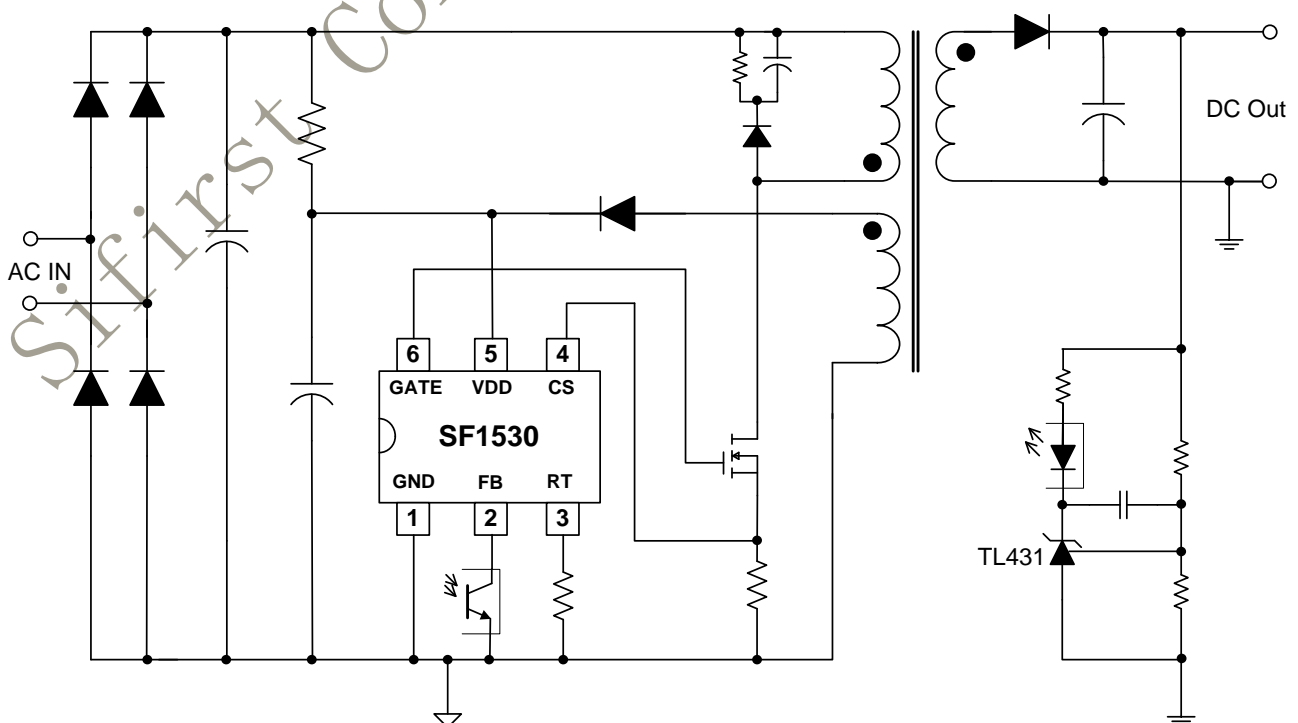 Sifirst Co
DC Out
AC IN
6 5 4
GATE VDD CS
SF1530
GND FB RT
1 2 3
TL431